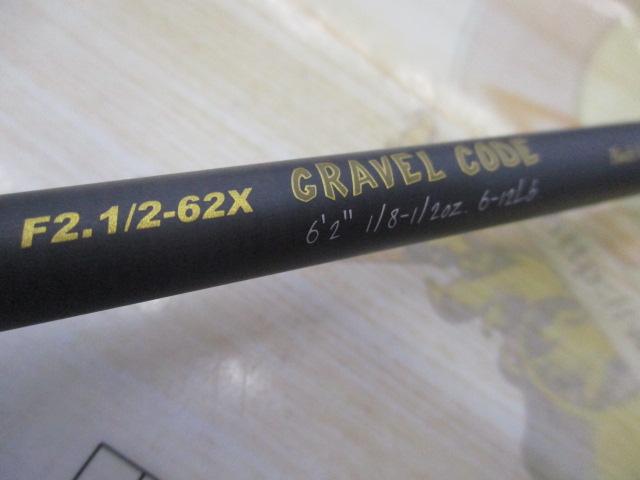 F2.1/2-62X
GRAVEL CODE
6'2" 1/8-1/2oz. 6-12Lb